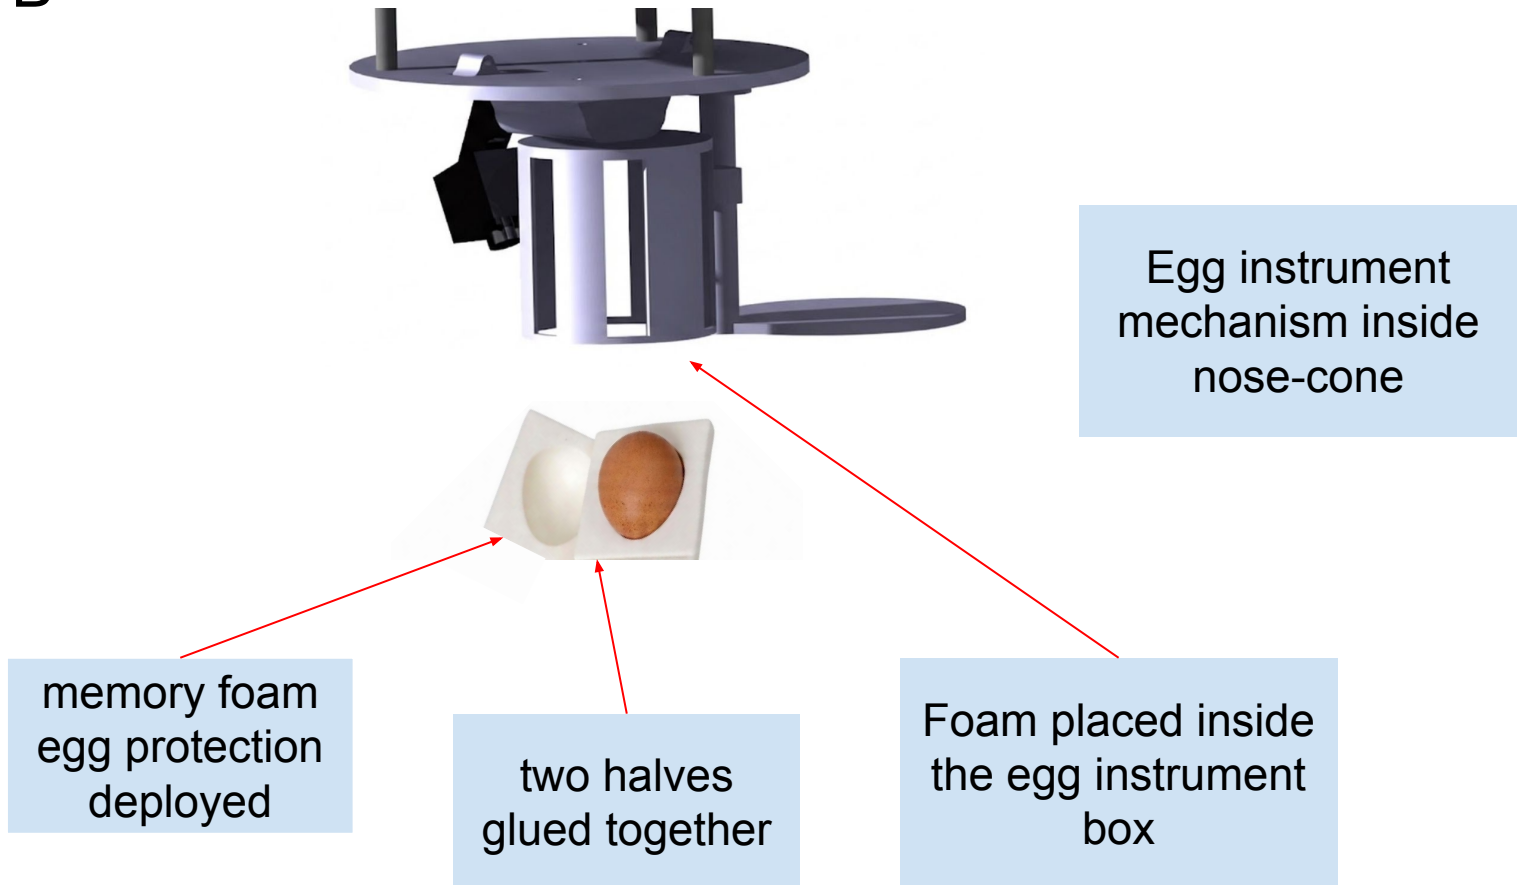 Egg instrument
mechanism inside
nose-cone
memory foam
egg protection
deployed
two halves
glued together
Foam placed inside
the egg instrument
box